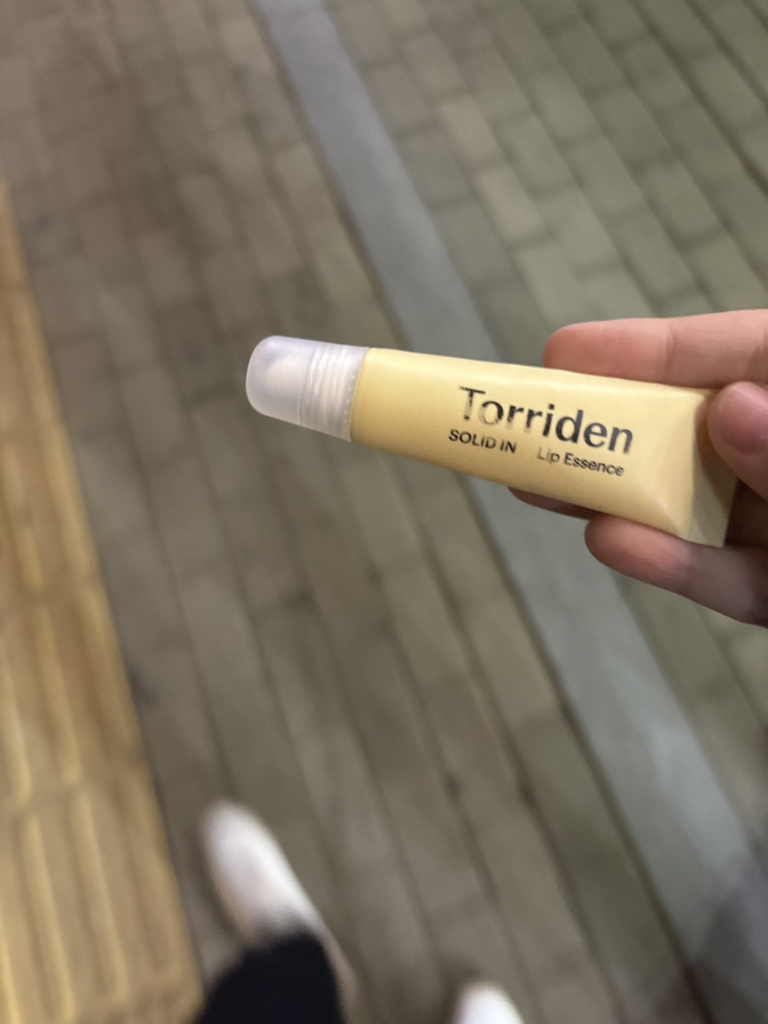 Torriden
SOLID IN Lip Essence